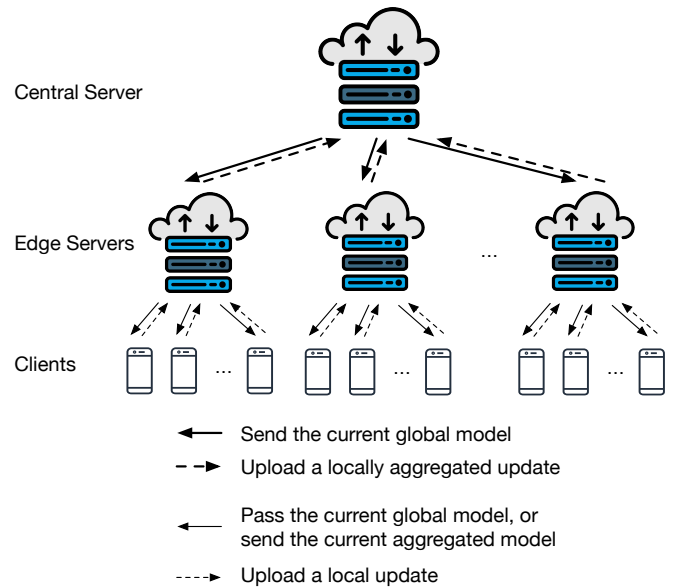 Central Server
Edge Servers
...
Clients
... ... ...
Send the current global model
Upload a locally aggregated update
Pass the current global model, or
send the current aggregated model
Upload a local update